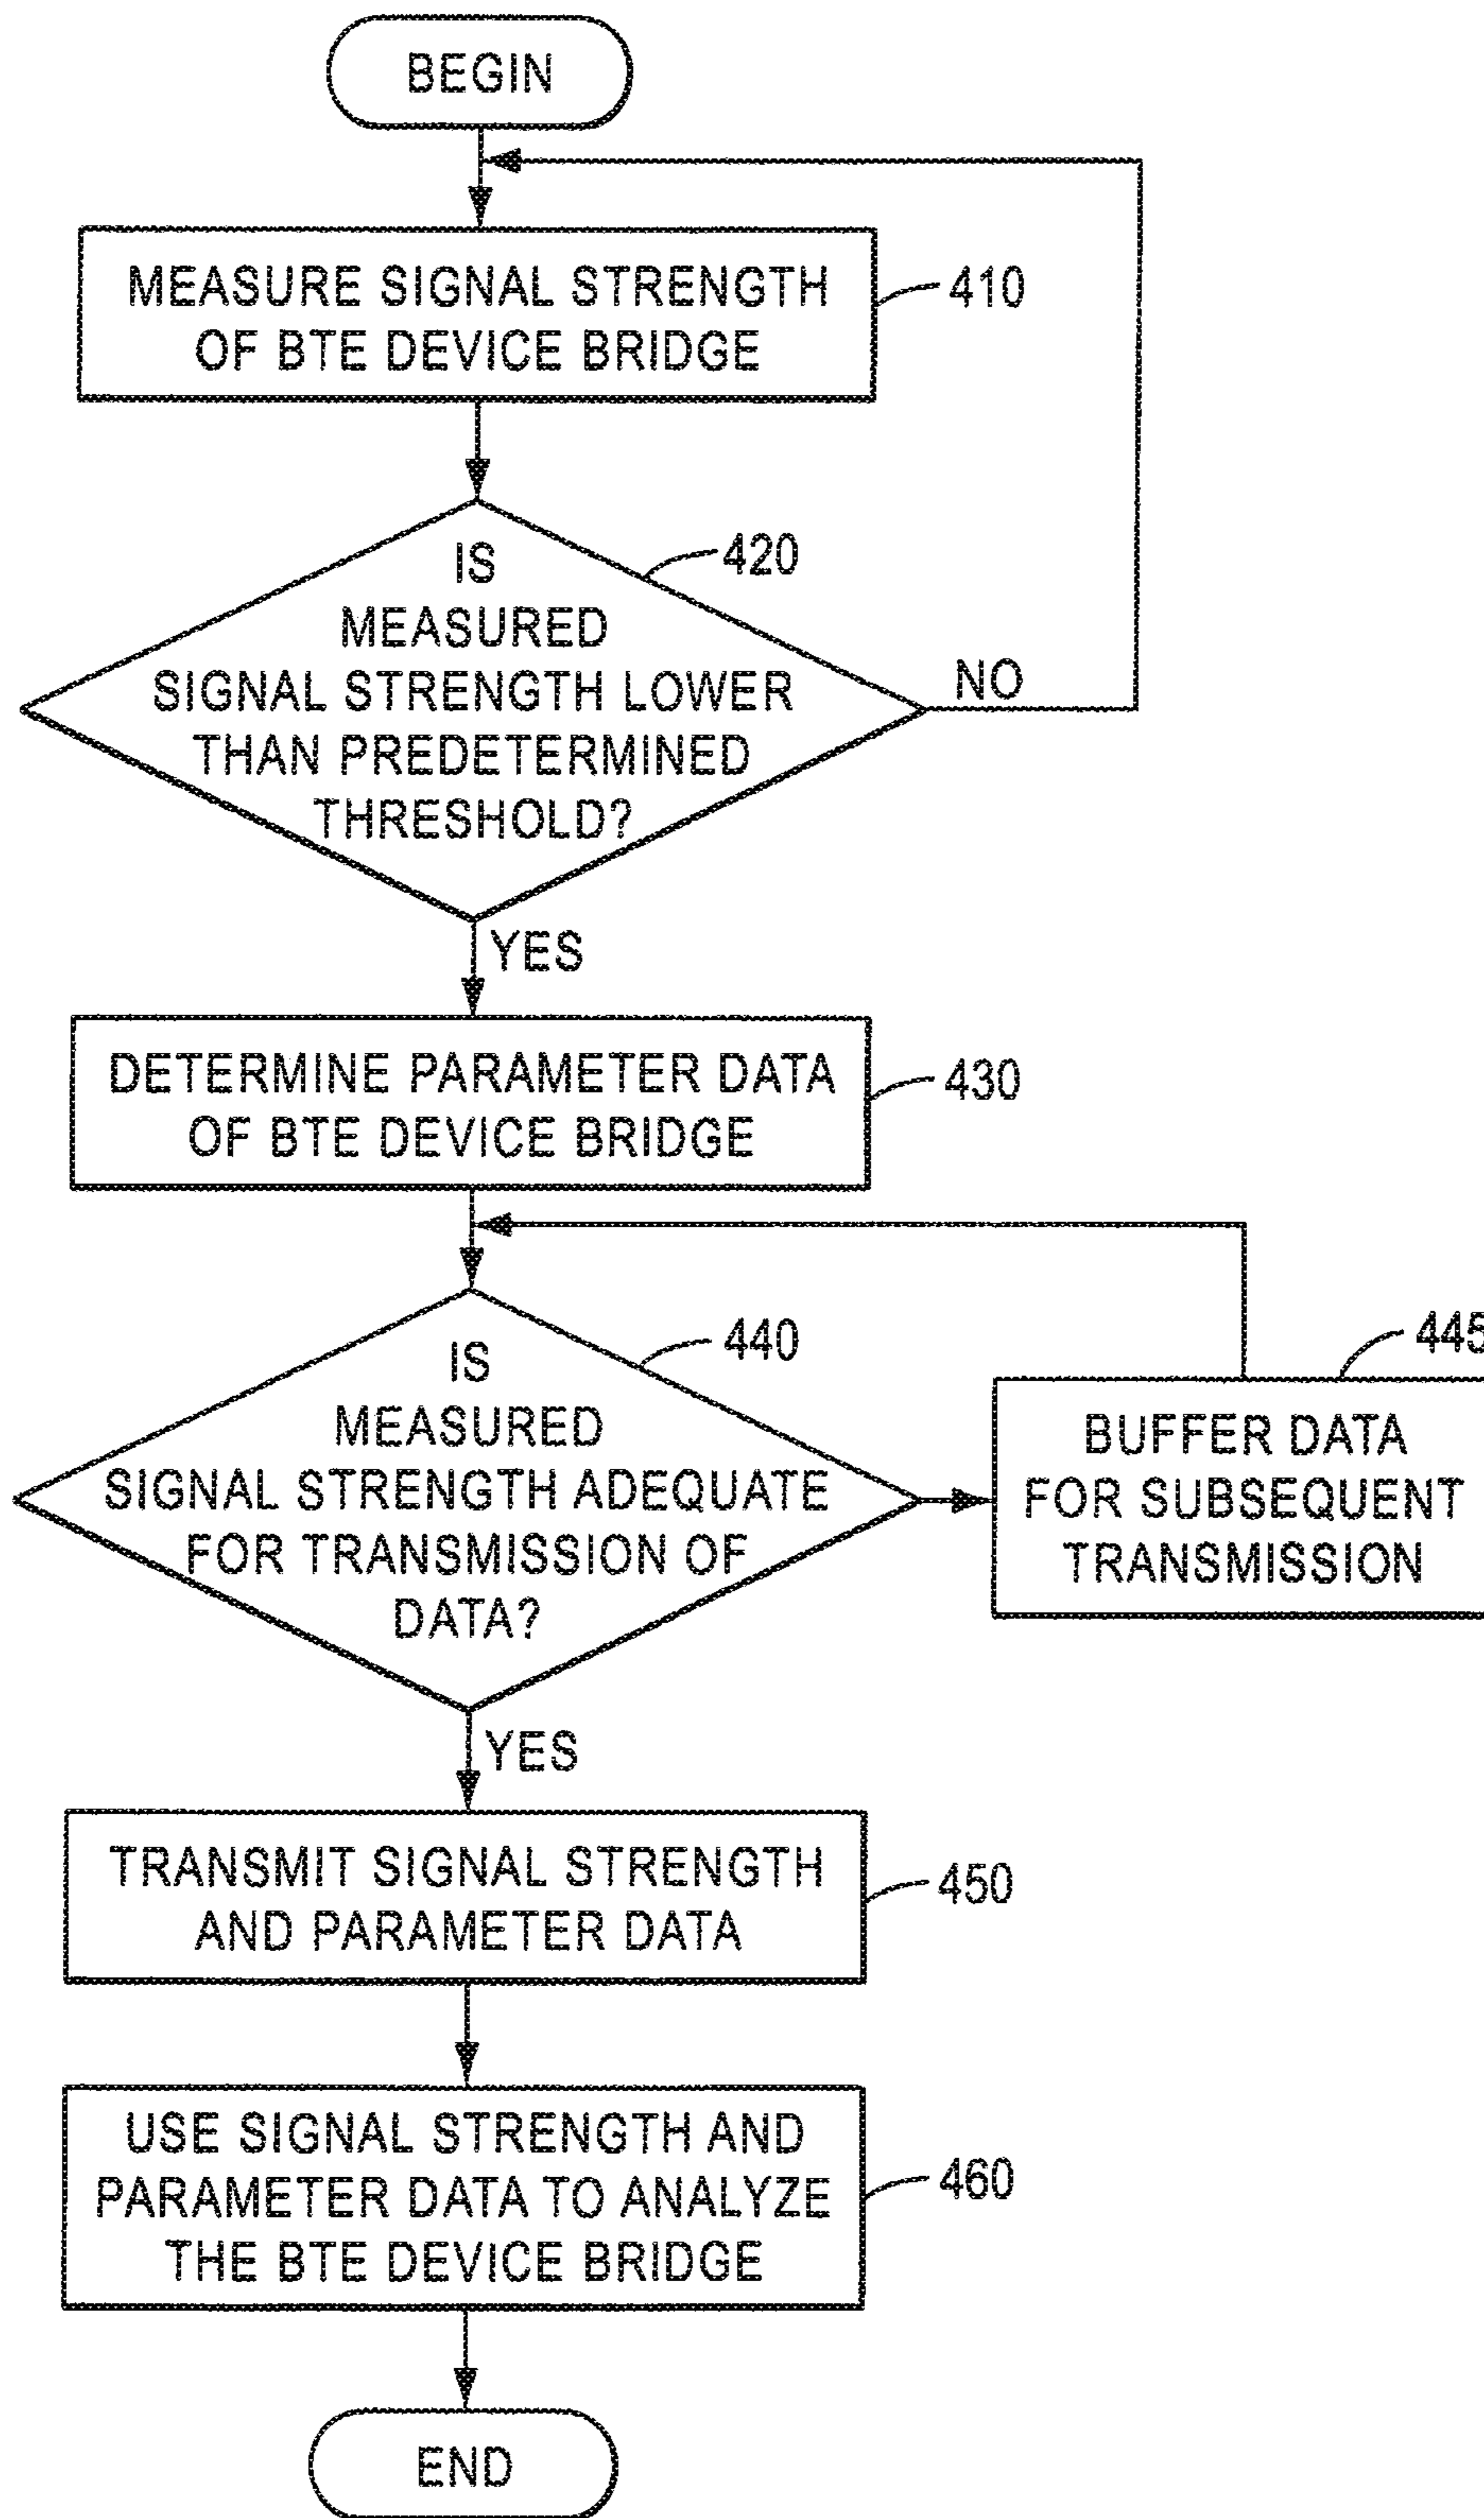 BEGIN
MEASURE SIGNAL STRENGTH
OF BTE DEVICE BRIDGE
410
IS
MEASURED
SIGNAL STRENGTH LOWER
THAN PREDETERMINED
THRESHOLD?
420
NO
YES
DETERMINE PARAMETER DATA
OF BTE DEVICE BRIDGE
430
IS
MEASURED
SIGNAL STRENGTH ADEQUATE
FOR TRANSMISSION OF
DATA?
440
445
BUFFER DATA
FOR SUBSEQUENT
TRANSMISSION
YES
TRANSMIT SIGNAL STRENGTH
AND PARAMETER DATA
450
USE SIGNAL STRENGTH AND
PARAMETER DATA TO ANALYZE
THE BTE DEVICE BRIDGE
460
END